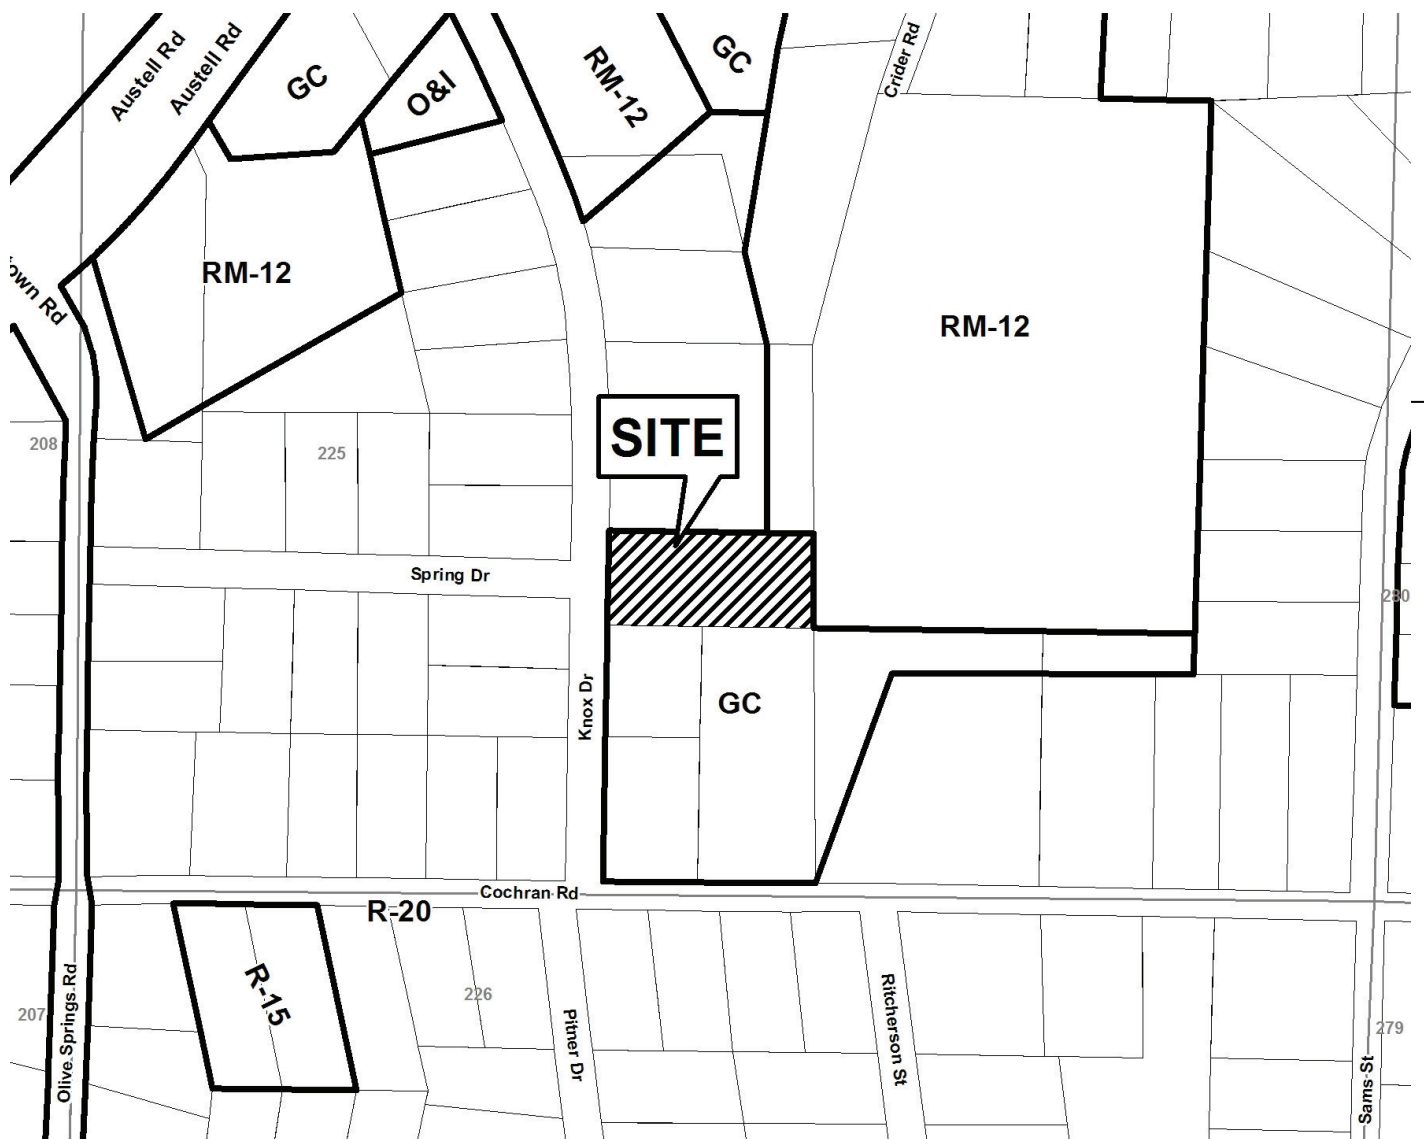 Austell Rd
Austell Rd
GC
O&I
RM-12
GC
Crider Rd
RM-12
own Rd
RM-12
SITE
208
225
Spring Dr
280
Knox Dr
GC
Cochran Rd
R-20
R-15
226
207
Olive Springs Rd
Pitner Dr
Ritcherson St
279
Sams St